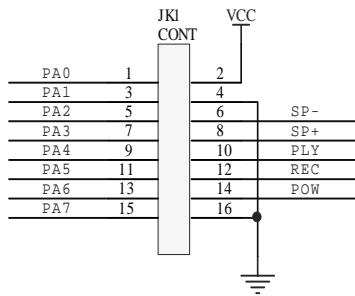 JK1 VCC
CONT
PA0 1 2
PA1 3 4
PA2 5 6 SP-
PA3 7 8 SP+
PA4 9 10 PLY
PA5 11 12 REC
PA6 13 14 POW
PA7 15 16